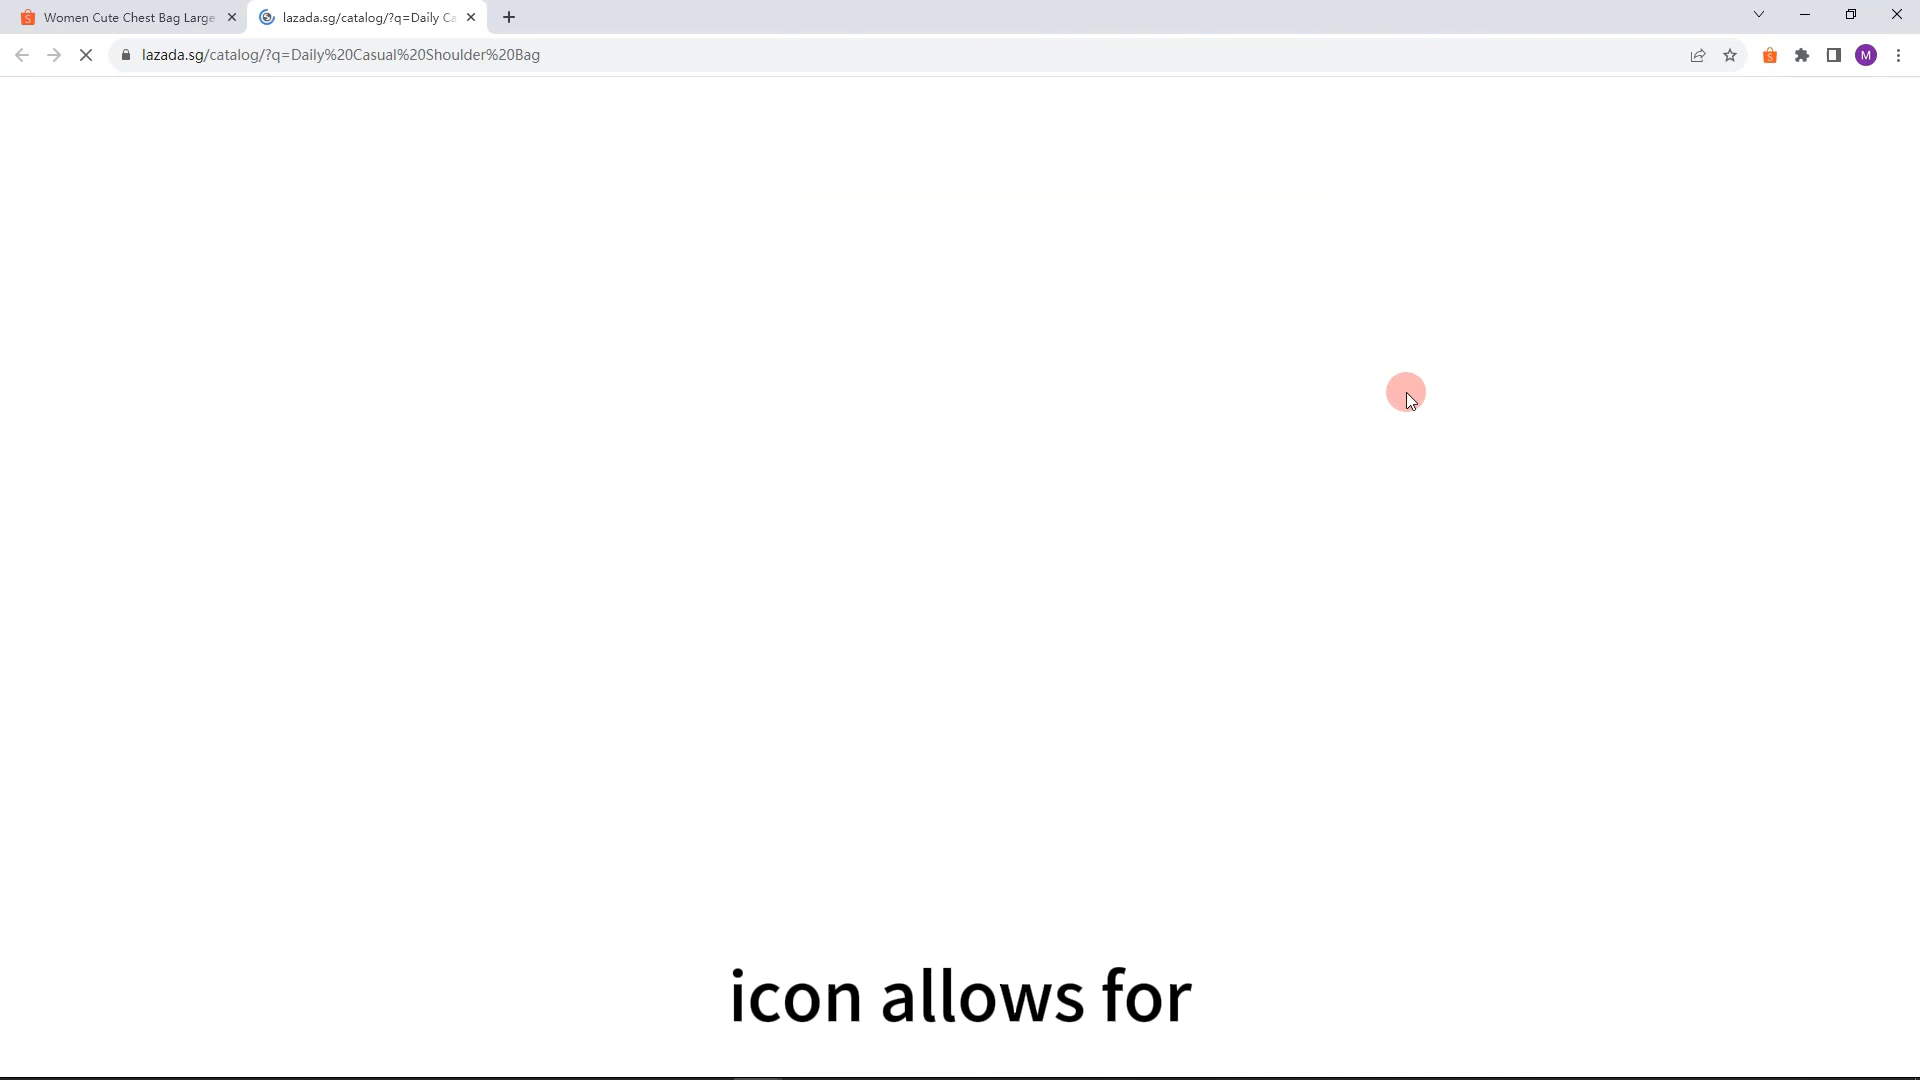 Women Cute Chest Bag Large
lazada.sg/catalog/?q=Daily Ca
lazada.sg/catalog/?q=Daily%20Casual%20Shoulder%20Bag
M
icon allows for